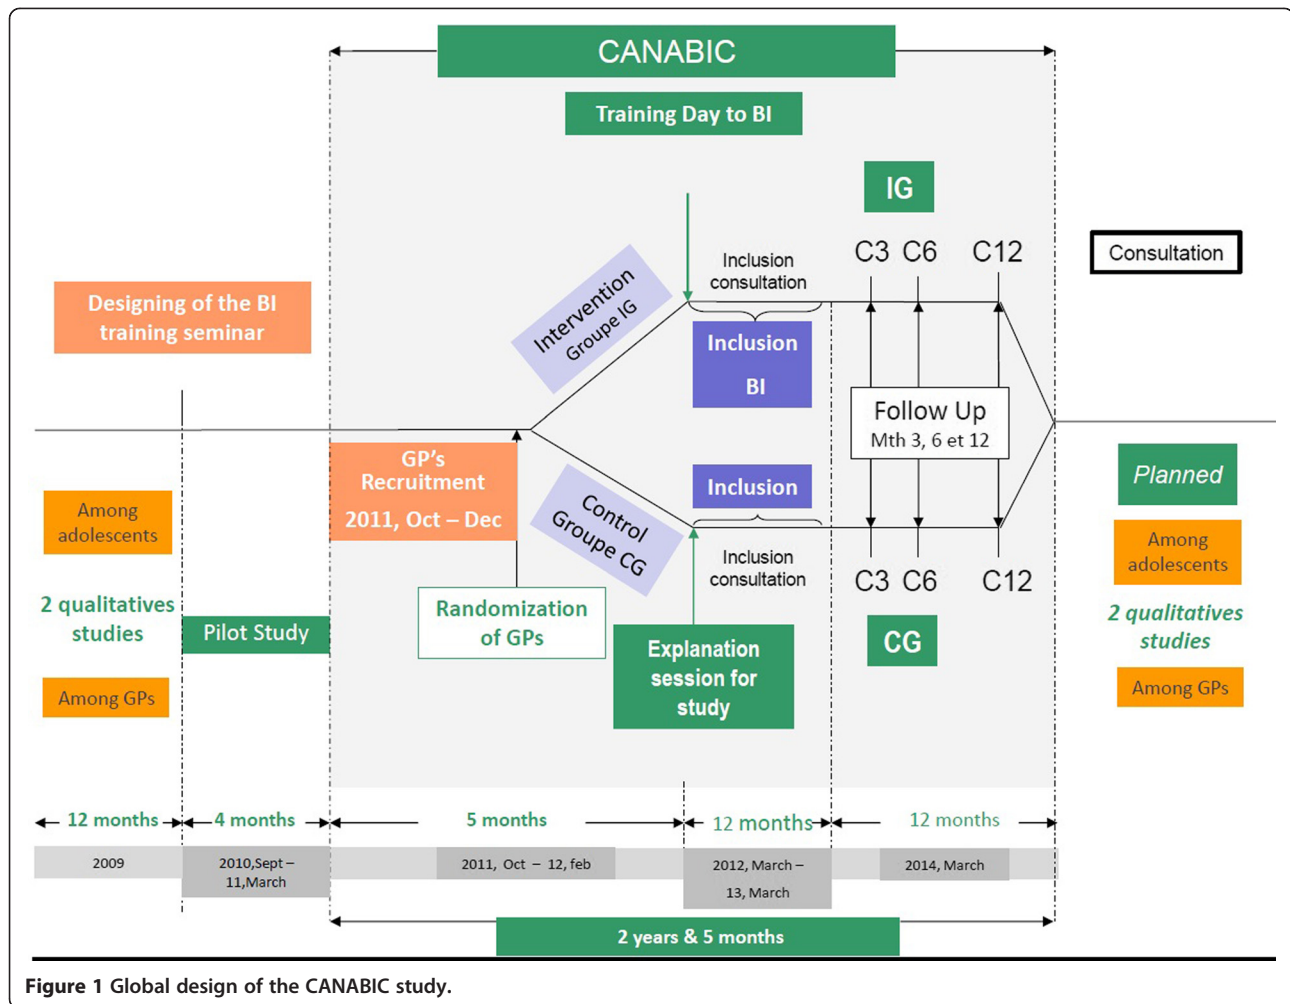 CANABIC
Training Day to BI
IG
C3
C6
C12
Consultation
Inclusion
consultation
Intervention
Groupe IG
Designing of the BI
training seminar
Inclusion
BI
Follow Up
Mth 3, 6 et 12
GP's
Recruitment
2011, Oct – Dec
Control
Groupe CG
Inclusion
Inclusion
consultation
C3
C6
C12
Planned
Among
adolescents
2 qualitatives
studies
Among GPs
Pilot Study
Randomization
of GPs
Explanation
session for
study
CG
Among
adolescents
2 qualitatives
studies
Among GPs
12 months
4 months
5 months
12 months
12 months
2009
2010,Sept –
11,March
2011, Oct – 12, feb
2012, March –
13, March
2014, March
2 years & 5 months
Figure 1 Global design of the CANABIC study.